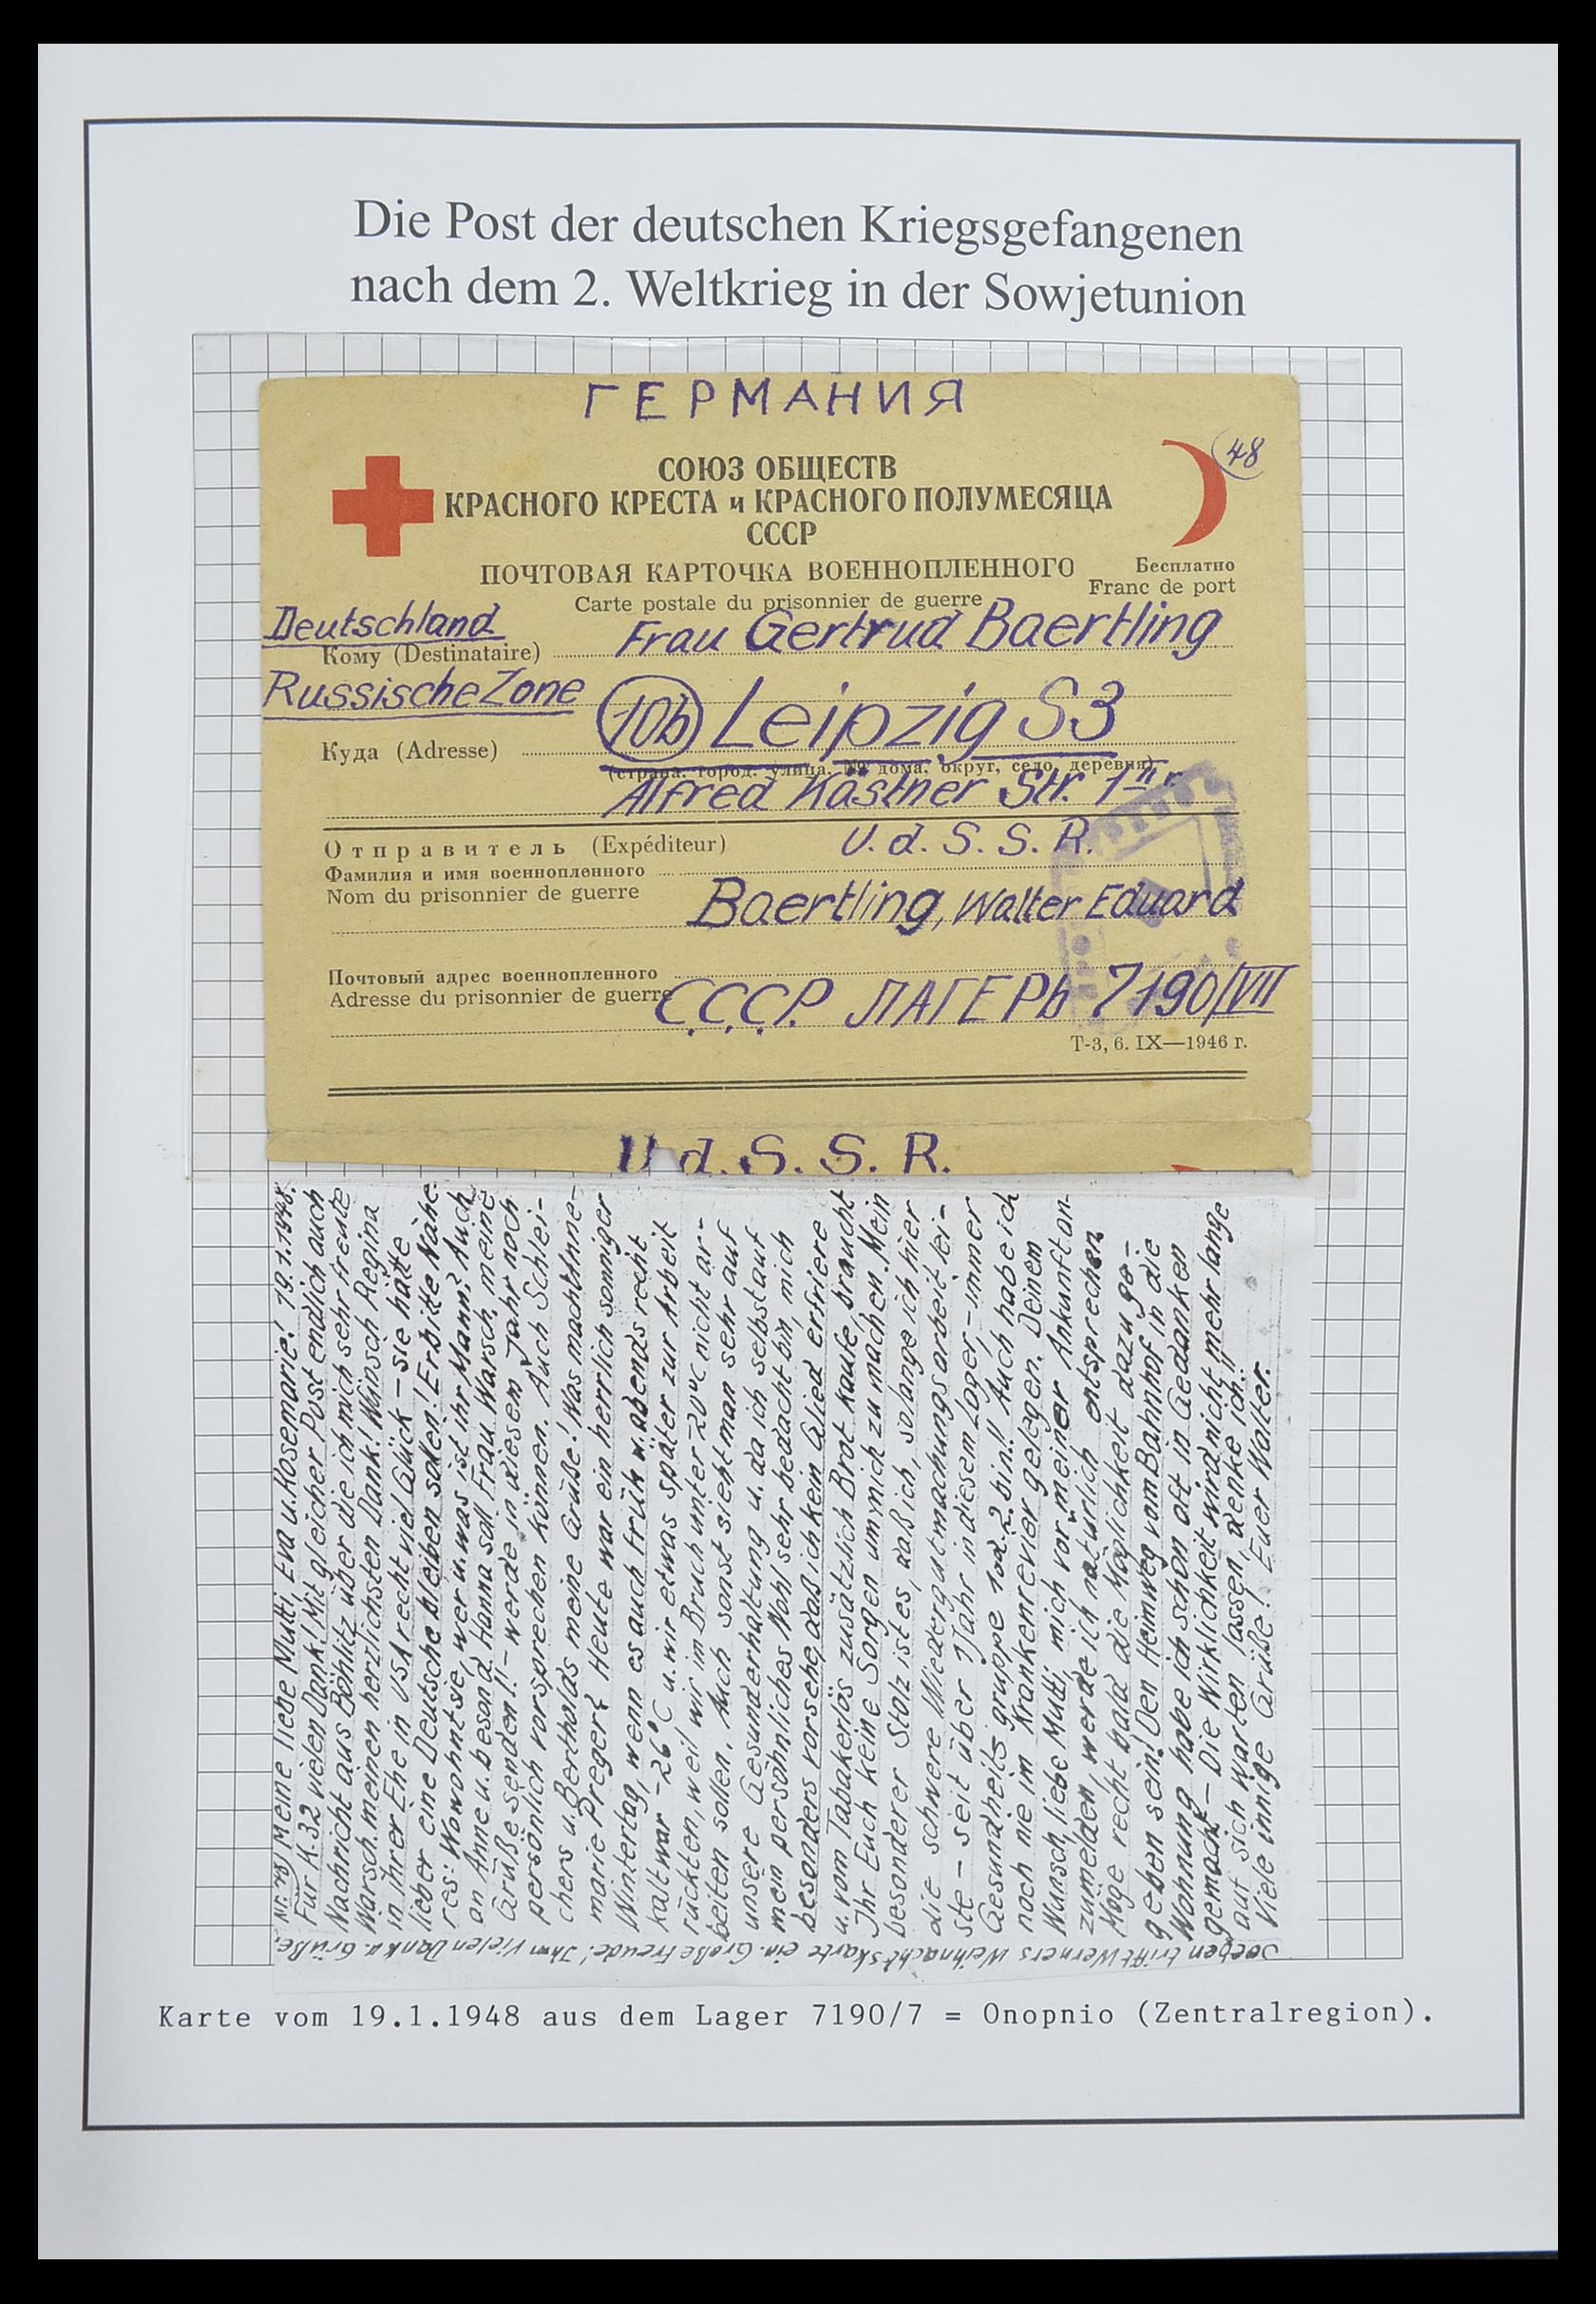 Die Post der deutschen Kriegsgefangenen
nach dem 2. Weltkrieg in der Sowjetunion
ГЕРМАНИЯ
48
СОЮЗ ОБЩЕСТВ
КРАСНОГО КРЕСТА и КРАСНОГО ПОЛУМЕСЯЦА
СССР
ПОЧТОВАЯ КАРТОЧКА ВОЕННОПЛЕННОГО
Бесплатно
Carte postale du prisonnier de guerre
Franc de port
Deutschland
Кому (Destinataire)
Frau Gertrud Baertling
Russische Zone
10b Leipzig S3
Куда (Adresse)
(страна, город, улица, № дома, округ, село, деревня)
Alfred Kästner Str. 1
Отправитель (Expéditeur)
U. d. S. S. R.
Фамилия и имя военнопленного
Nom du prisonnier de guerre
Baertling, Walter Eduard
Почтовый адрес военнопленного
Adresse du prisonnier de guerre
С.С.С.Р. ЛАГЕРЬ 7190/VII
Т-3, 6. IX—1946 г.
U d. S. S. R.
Meine liebe Mutti, Eva u. Rosemarie! 19.1.1948.
Für K. 32 vielen Dank! Mit gleicher Post endlich auch
Nachricht aus Böhlitz über die ich mich sehr freute
Warsch. meinen herzlichsten Dank! Wünsch Regina
in ihrer Ehe in USA recht viel Glück – sie hätte
lieber eine Deutsche bleiben sollen! Erbitte Nähe-
res: Wo wohnt sie, wer u. was ist ihr Mann? Auch
an Anne u. besond. Hanna soll Frau Warsch. meine
Grüße senden!! – werde in diesem Jahr noch
persönlich vorsprechen können. Auch Schlei-
chers u. Bertholds meine Grüße! Was macht Anne-
marie Pregert Heute war ein herrlich sonniger
Wintertag, wenn es auch früh u. abends recht
kalt war –26°C u. wir etwas später zur Arbeit
rückten, weil wir im Bruch unter 20°C nicht ar-
beiten sollen. Auch sonst sieht man sehr auf
unsere Gesunderhaltung u. da ich selbst auf
mein persöhnliches Wohl sehr bedacht bin, mich
besonders vorsehe, daß ich kein Glied erfriere
u. vom Tabakerlös zusätzlich Brot kaufe, braucht
Ihr Euch keine Sorgen um mich zu machen. Mein
besonderer Stolz ist es, daß ich, solange ich hier
die schwere Wiedergutmachungsarbeit lei-
ste – seit über 1 Jahr in diesem Lager, – immer
Gesundheitsgruppe 1 od. 2. bin!! Auch habe ich
noch nie im Krankenrevier gelegen. Deinem
Wunsch, liebe Mutti, mich vor meiner Ankunft an-
zumelden, werde ich natürlich entsprechen
Möge recht bald die Möglichkeit dazu ge-
geben sein! Den Heimweg vom Bahnhof in die
Wohnung habe ich schon oft in Gedanken
gemacht – Die Wirklichkeit wird nicht mehr lange
auf sich warten lassen, denke ich!!
Viele innige Grüße! Euer Walter.
Soeben trifft Werners Weihnachtskarte ein. Große Freude! Ihm Vielen Dank u. Grüße.
Karte vom 19.1.1948 aus dem Lager 7190/7 = Onopnio (Zentralregion).